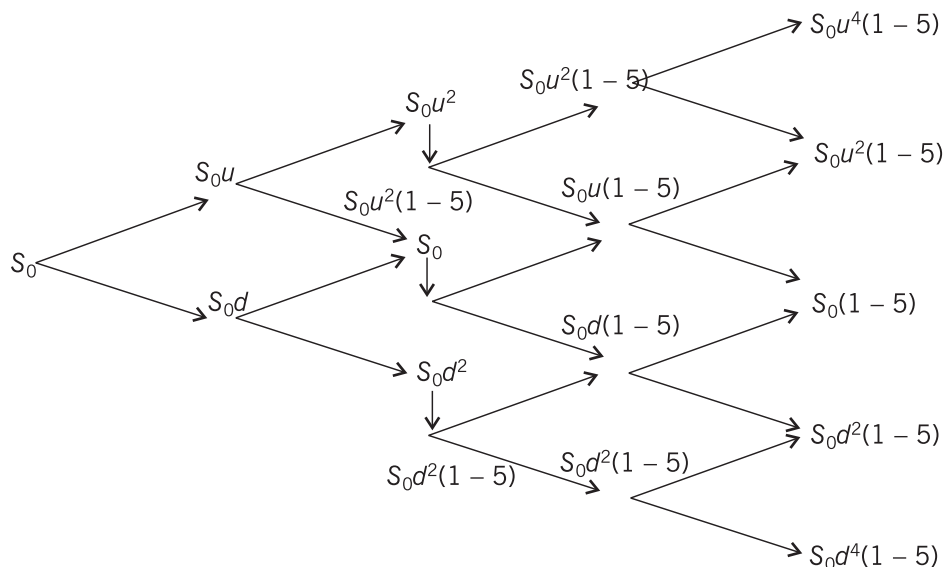 S₀u⁴(1 – 5)
S₀u²(1 – 5)
S₀u²
S₀u²(1 – 5)
S₀u
S₀u(1 – 5)
S₀u²(1 – 5)
S₀
S₀
S₀d
S₀(1 – 5)
S₀d(1 – 5)
S₀d²
S₀d²(1 – 5)
S₀d²(1 – 5)
S₀d²(1 – 5)
S₀d⁴(1 – 5)